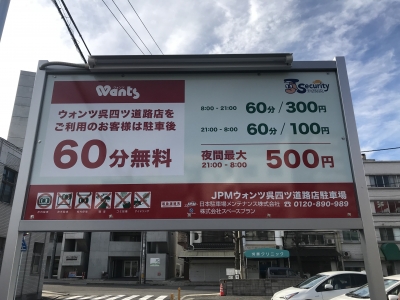 Wants
ウォンツ呉四ツ道路店を
ご利用のお客様は駐車後
60分無料
Security
8:00 - 21:00 60分/300円
21:00 - 8:00 60分/100円
夜間最大
21:00 - 8:00
500円
JPMウォンツ呉四ツ道路店駐車場
日本駐車場メンテナンス株式会社 ☎0120-890-989
株式会社スペースプラン